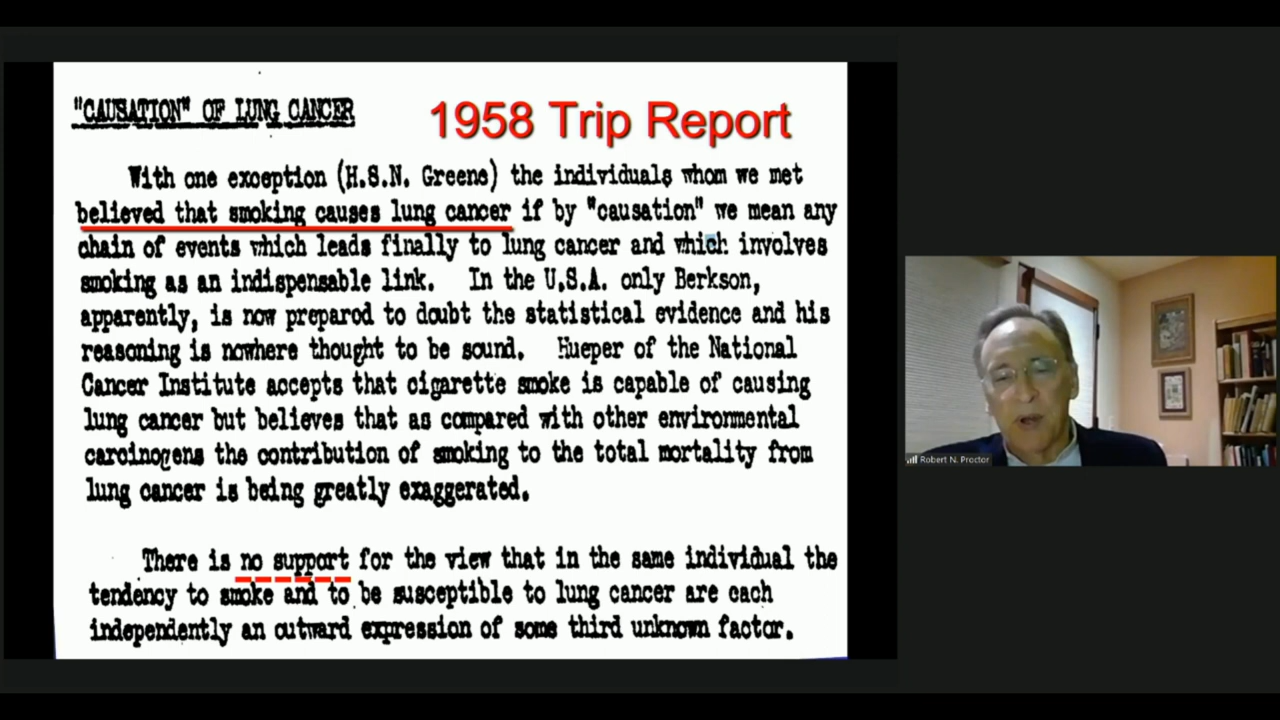 "CAUSATION" OF LUNG CANCER
1958 Trip Report
With one exception (H.S.N. Greene) the individuals whom we met
believed that smoking causes lung cancer if by "causation" we mean any
chain of events which leads finally to lung cancer and which involves
smoking as an indispensable link. In the U.S.A. only Berkson,
apparently, is now prepared to doubt the statistical evidence and his
reasoning is nowhere thought to be sound. Hueper of the National
Cancer Institute accepts that cigarette smoke is capable of causing
lung cancer but believes that as compared with other environmental
carcinogens the contribution of smoking to the total mortality from
lung cancer is being greatly exaggerated.
There is no support for the view that in the same individual the
tendency to smoke and to be susceptible to lung cancer are each
independently an outward expression of some third unknown factor.
Robert N. Proctor